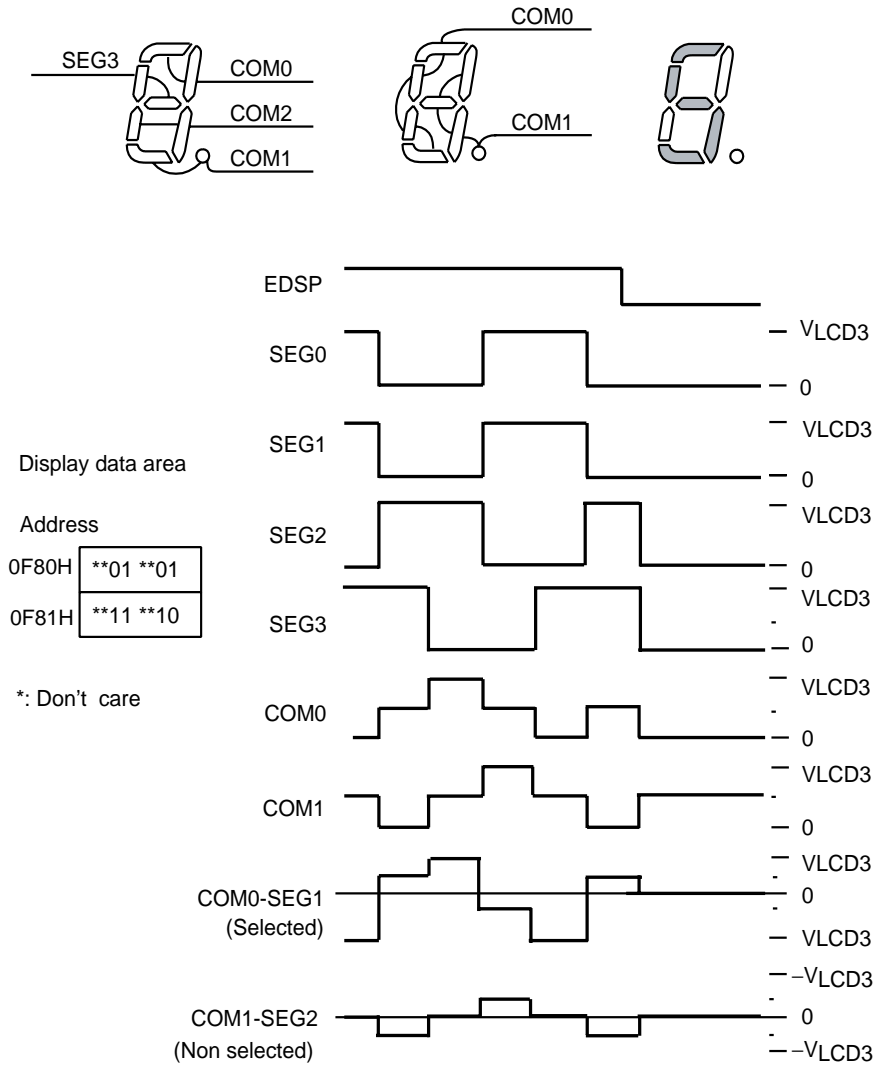 COM0
SEG3
COM0
COM2
COM1
COM1
EDSP
VLCD3
SEG0
0
SEG1
VLCD3
0
Display data area
SEG2
VLCD3
0
Address
0F80H **01 **01
0F81H **11 **10
SEG3
VLCD3
0
*: Don't care
COM0
VLCD3
0
COM1
VLCD3
0
COM0-SEG1
(Selected)
VLCD3
0
VLCD3
COM1-SEG2
(Non selected)
–VLCD3
0
–VLCD3